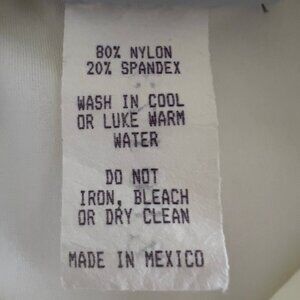 80% NYLON
20% SPANDEX
WASH IN COOL
OR LUKE WARM
WATER
DO NOT
IRON, BLEACH
OR DRY CLEAN
MADE IN MEXICO